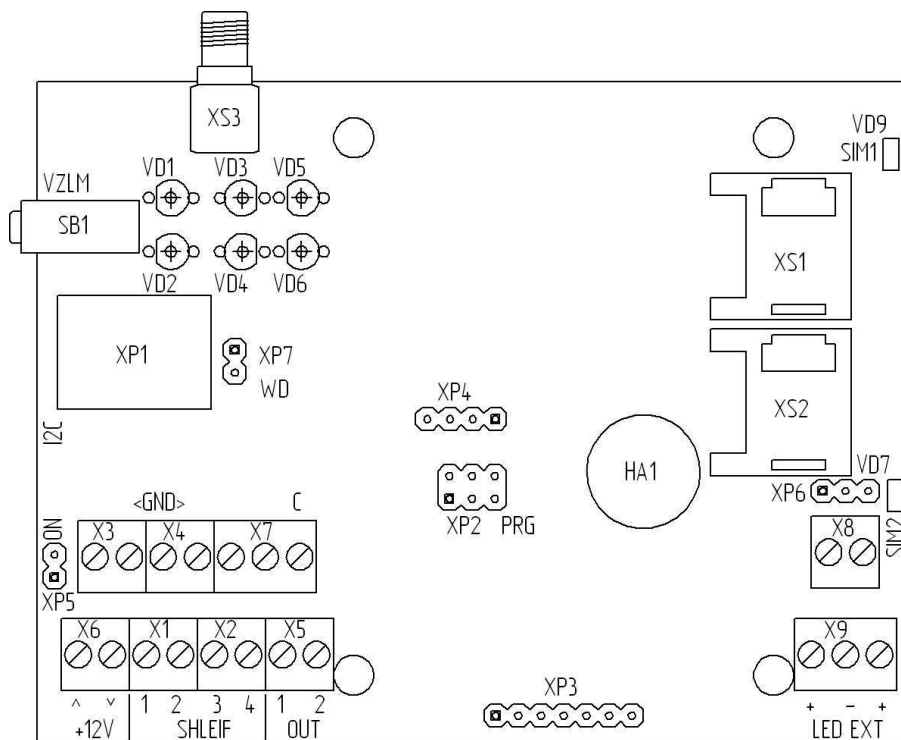 XS3
VD9
SIM1
VD1 VD3 VD5
VZLM
SB1
XS1
VD2 VD4 VD6
XP1
XP7
WD
XP4
XS2
I2C
HA1
VD7
XP6
<GND> C
XP2 PRG
ON
X3 X4 X7
X8
SIM2
XP5
X6 X1 X2 X5
X9
XP3
^ v 1 2 3 4 1 2
+ - +
+12V SHLEIF OUT
LED EXT